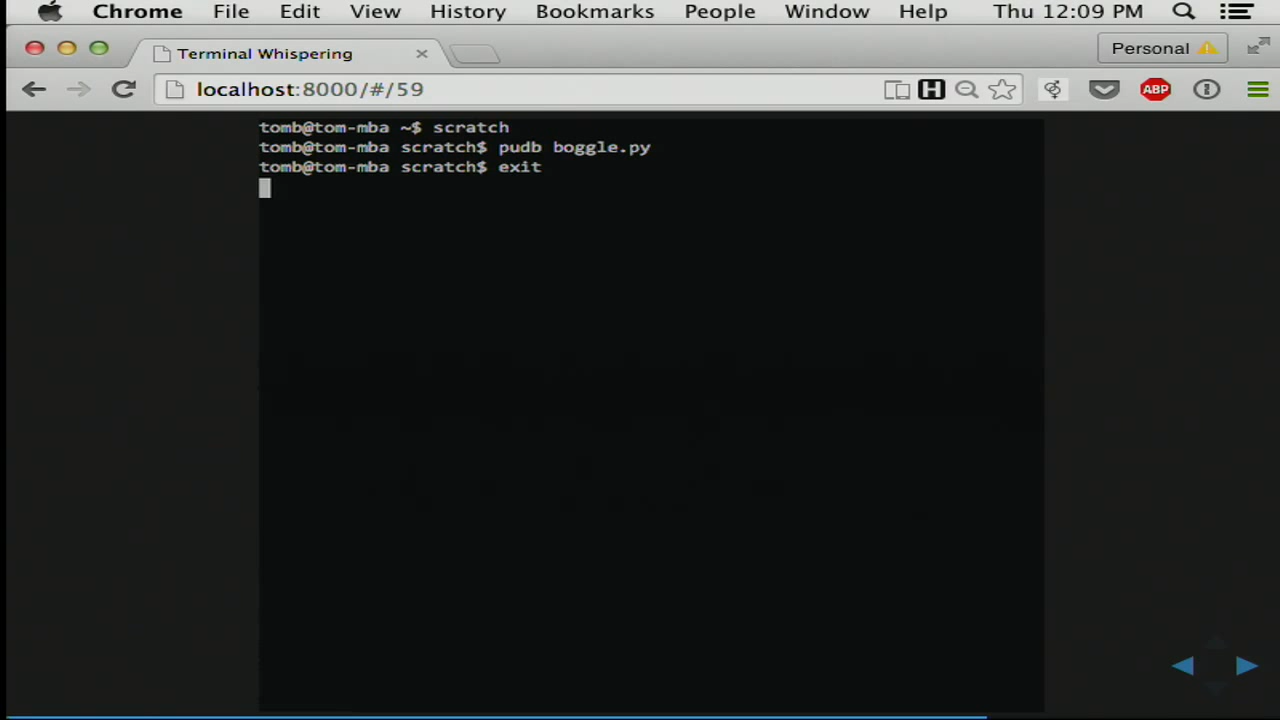 Chrome File Edit View History Bookmarks People Window Help Thu 12:09 PM
Terminal Whispering
Personal
localhost:8000/#/59
H
ABP
tomb@tom-mba ~$ scratch
tomb@tom-mba scratch$ pudb boggle.py
tomb@tom-mba scratch$ exit